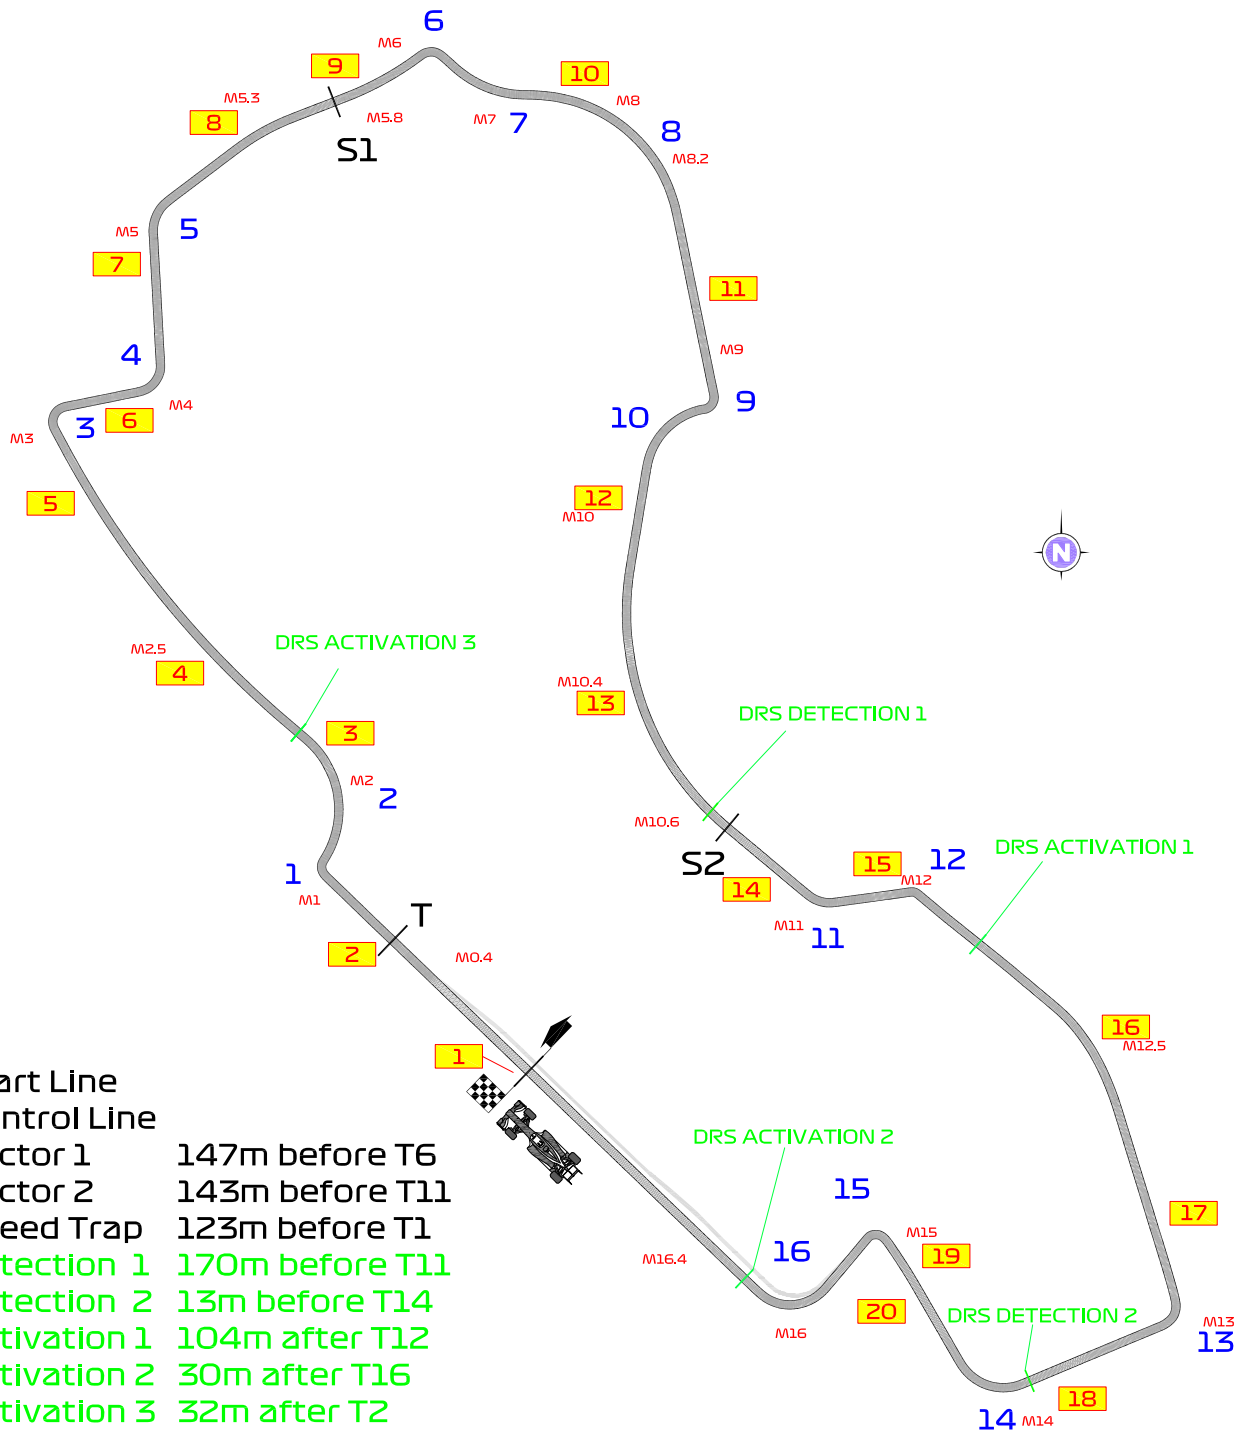 6
M6
9
10
M5.3
M8
M5.8
M7
7
8
8
S1
M8.2
5
M5
7
11
M9
4
M4
9
10
3
6
M3
12
5
M10
N
DRS ACTIVATION 3
M2.5
4
M10.4
13
DRS DETECTION 1
3
M2
2
M10.6
S2
14
15
12
M12
DRS ACTIVATION 1
1
M1
T
M11
11
2
M0.4
16
M12.5
1
DRS ACTIVATION 2
15
17
M16.4
16
M15
19
20
DRS DETECTION 2
M16
M13
13
18
14
M14
art Line
ntrol Line
ctor 1 147m before T6
ctor 2 143m before T11
eed Trap 123m before T1
tection 1 170m before T11
tection 2 13m before T14
tivation 1 104m after T12
tivation 2 30m after T16
tivation 3 32m after T2